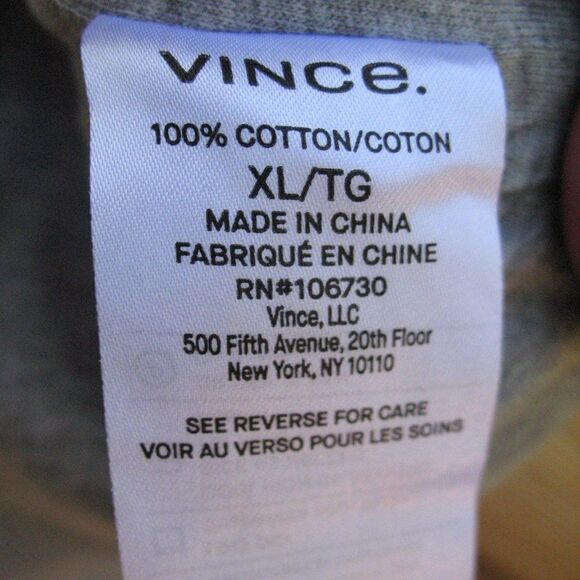 VINCe.
100% COTTON/COTON
XL/TG
MADE IN CHINA
FABRIQUÉ EN CHINE
RN#106730
Vince, LLC
500 Fifth Avenue, 20th Floor
New York, NY 10110
SEE REVERSE FOR CARE
VOIR AU VERSO POUR LES SOINS